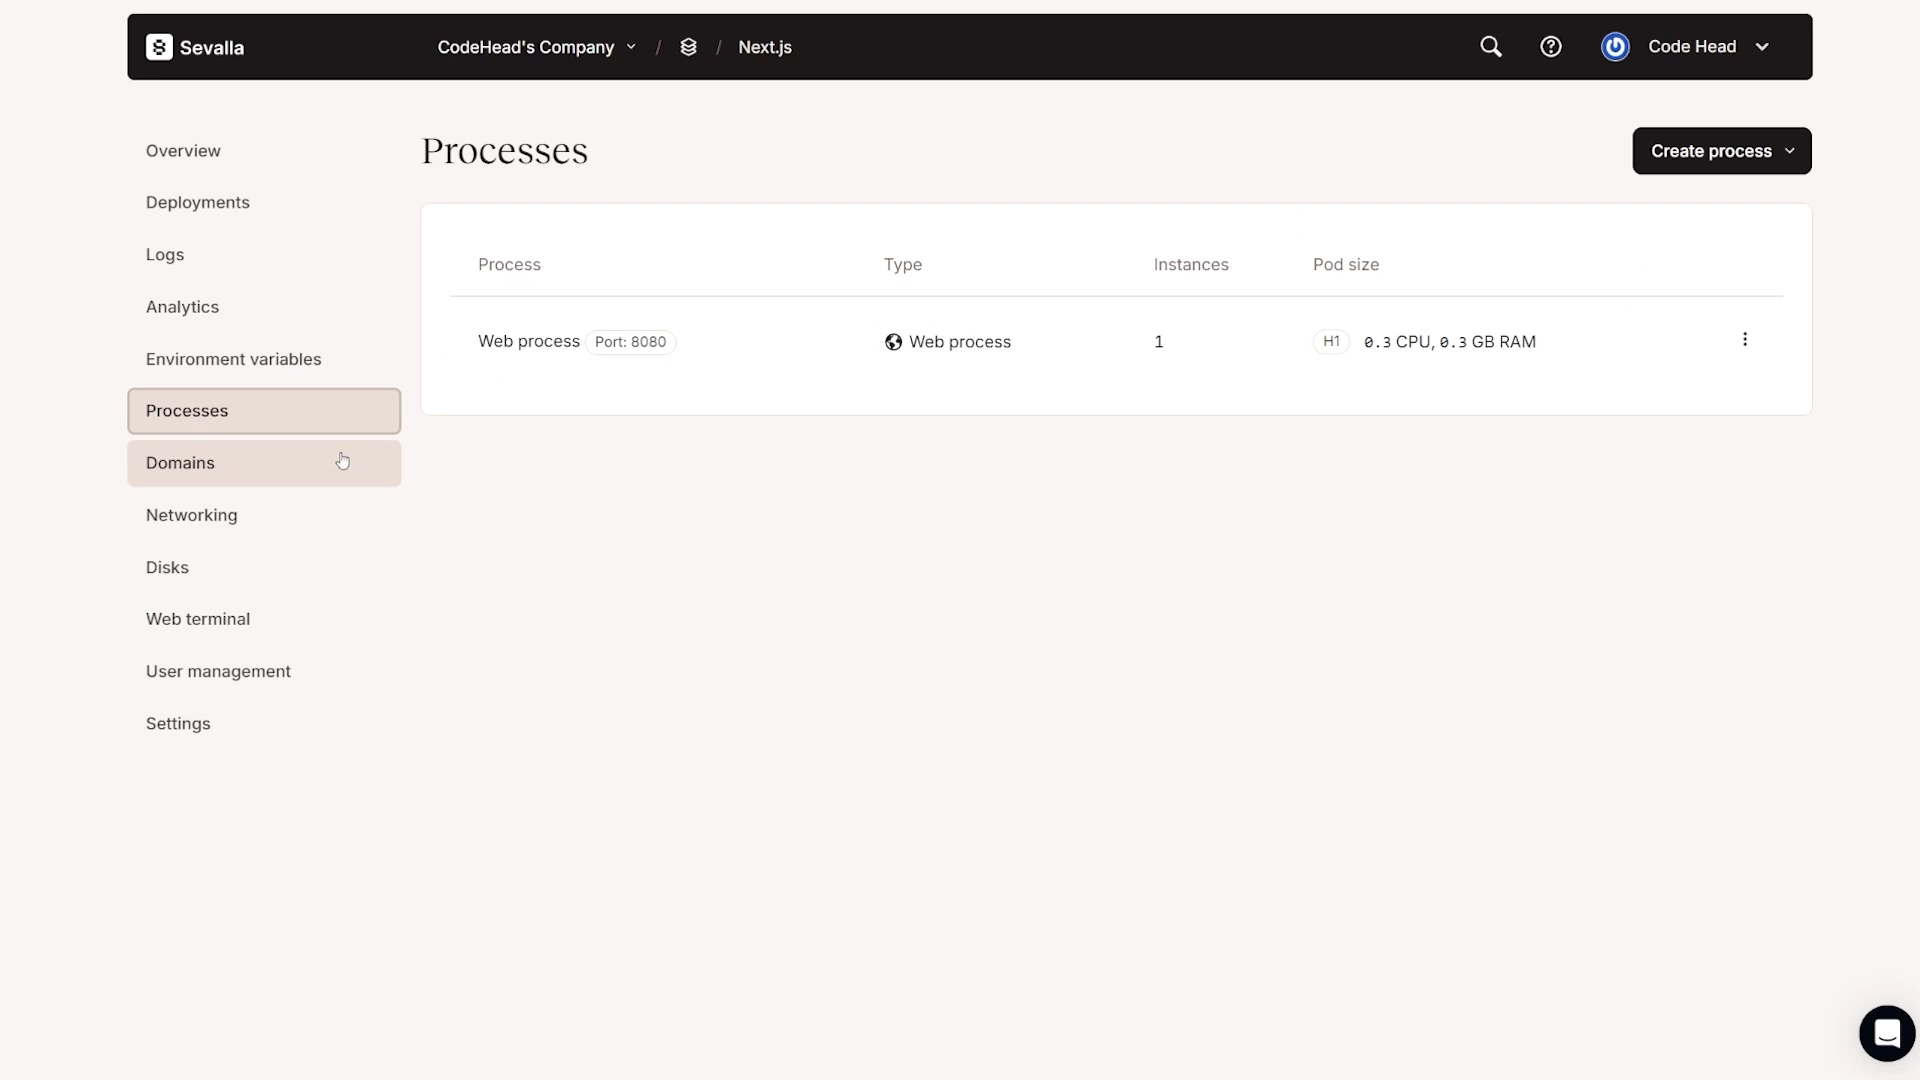 Sevalla
CodeHead's Company / / Next.js
Code Head
Overview
Deployments
Logs
Analytics
Environment variables
Processes
Domains
Networking
Disks
Web terminal
User management
Settings
Processes
Create process
Process Type Instances Pod size
Web process Port: 8080 Web process 1 H1 0.3 CPU, 0.3 GB RAM